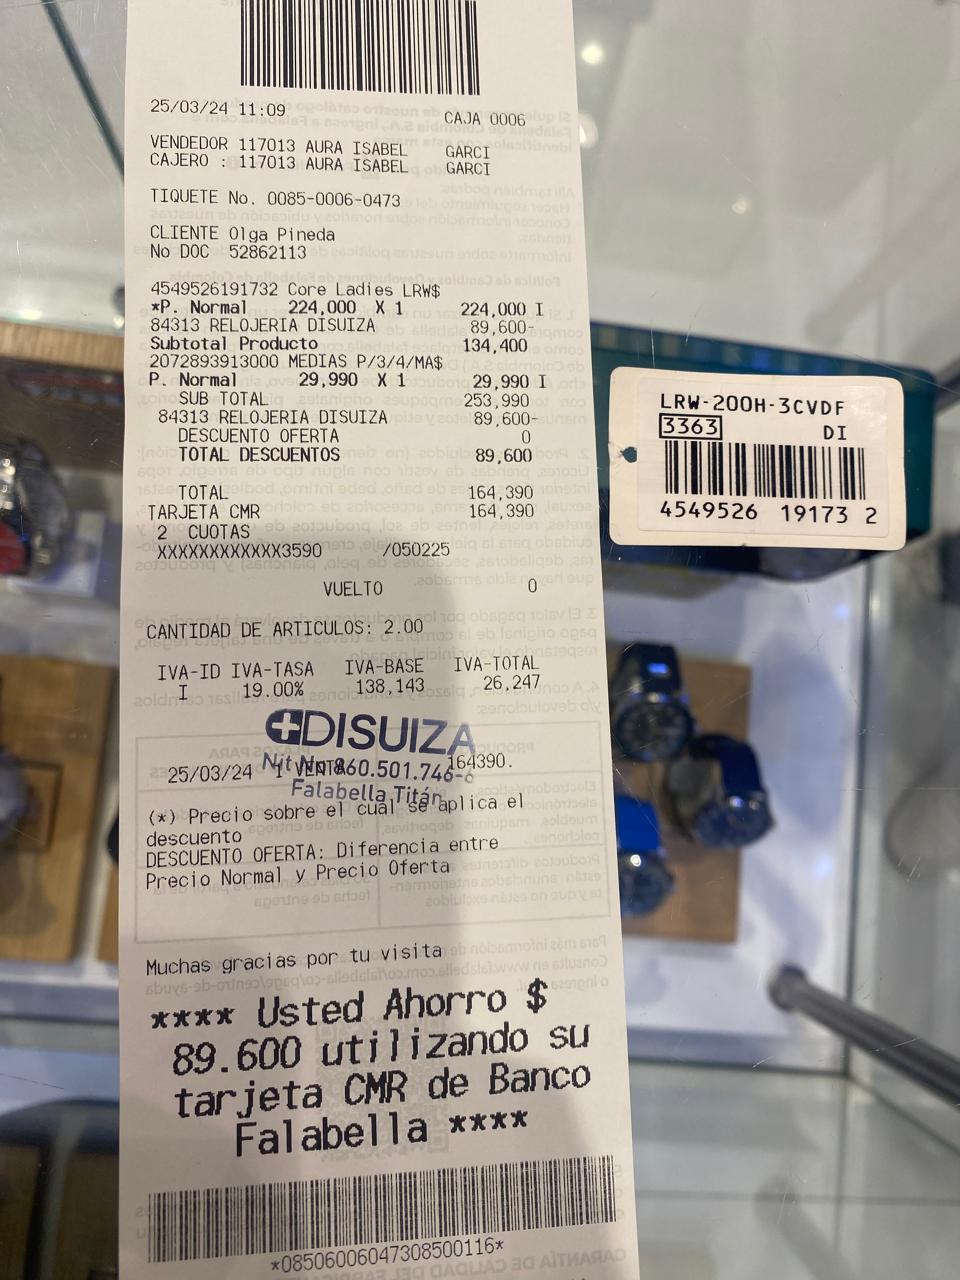 25/03/24 11:09 CAJA 0006
VENDEDOR 117013 AURA ISABEL GARCI
CAJERO : 117013 AURA ISABEL GARCI
TIQUETE No. 0085-0006-0473
CLIENTE Olga Pineda
No DOC 52862113
4549526191732 Core Ladies LRW$
*P. Normal 224,000 X 1 224,000 I
84313 RELOJERIA DISUIZA 89,600-
Subtotal Producto 134,400
2072893913000 MEDIAS P/3/4/MA$
P. Normal 29,990 X 1 29,990 I
SUB TOTAL 253,990
84313 RELOJERIA DISUIZA 89,600-
DESCUENTO OFERTA 0
TOTAL DESCUENTOS 89,600
TOTAL 164,390
TARJETA CMR 164,390
2 CUOTAS
XXXXXXXXXXXX3590 /050225
VUELTO 0
CANTIDAD DE ARTICULOS: 2.00
IVA-ID IVA-TASA IVA-BASE IVA-TOTAL
I 19.00% 138,143 26,247
DISUIZA
Nit No. 860.501.746-6
Falabella Titán
25/03/24 1 VENTA 164390.
(*) Precio sobre el cual se aplica el
descuento
DESCUENTO OFERTA: Diferencia entre
Precio Normal y Precio Oferta
Muchas gracias por tu visita
**** Usted Ahorro $
89.600 utilizando su
tarjeta CMR de Banco
Falabella ****
*08506006047308500116*
LRW-200H-3CVDF
3363 DI
4549526 19173 2